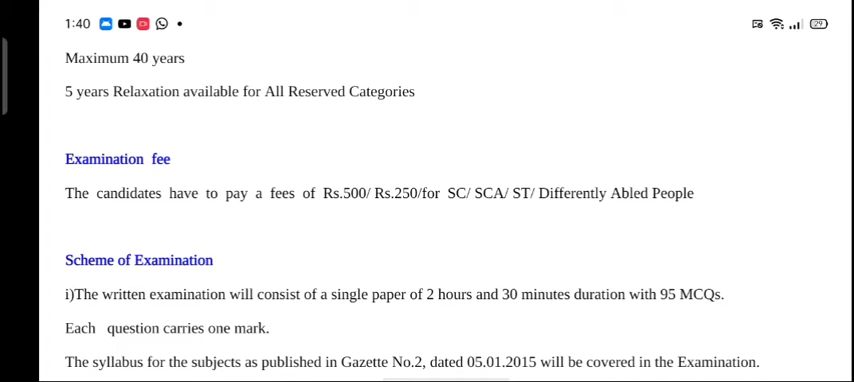 1:40
29
Maximum 40 years
5 years Relaxation available for All Reserved Categories
Examination fee
The candidates have to pay a fees of Rs.500/ Rs.250/for SC/ SCA/ ST/ Differently Abled People
Scheme of Examination
i)The written examination will consist of a single paper of 2 hours and 30 minutes duration with 95 MCQs.
Each question carries one mark.
The syllabus for the subjects as published in Gazette No.2, dated 05.01.2015 will be covered in the Examination.